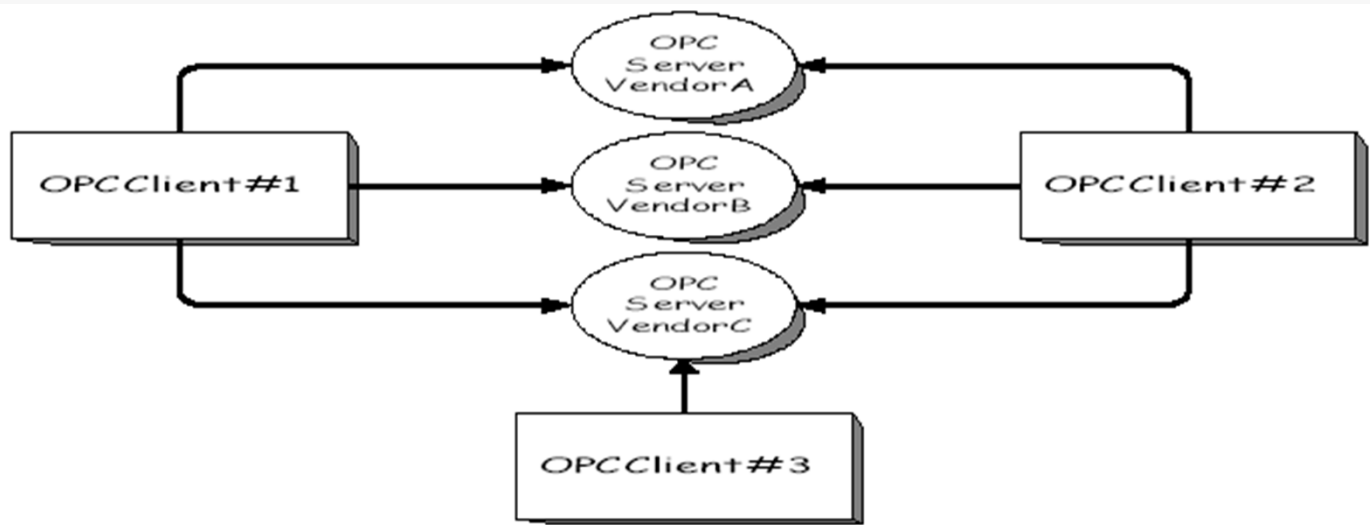 OPC
Server
VendorA
OPCClient#1
OPC
Server
VendorB
OPCClient#2
OPC
Server
VendorC
OPCClient#3